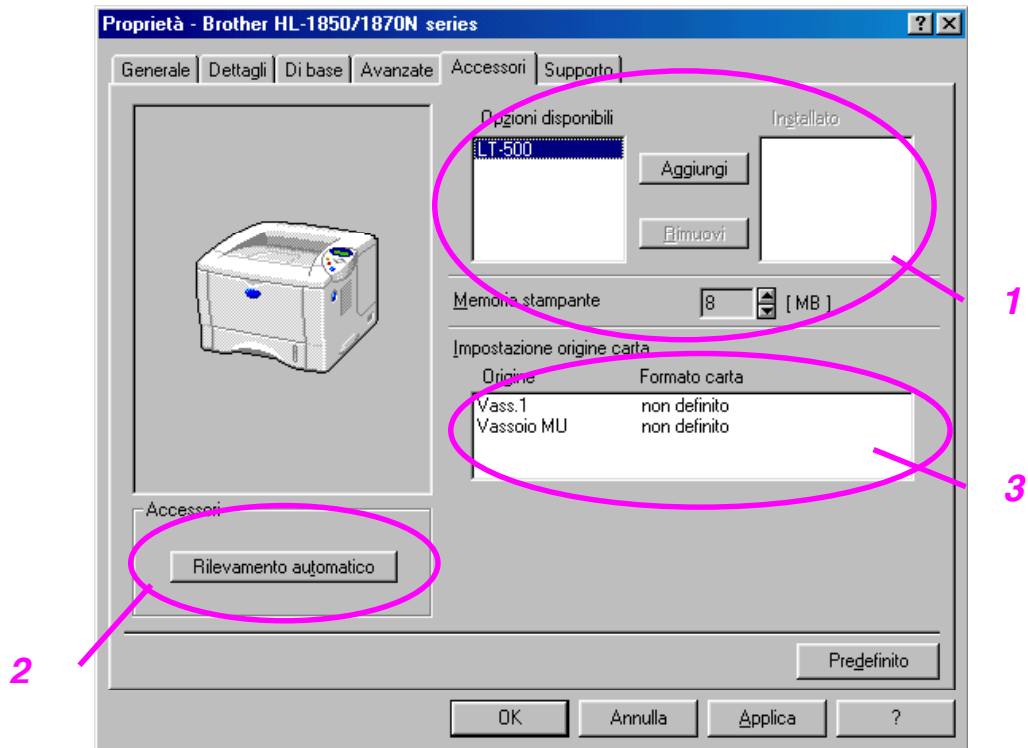 Proprietà - Brother HL-1850/1870N series
Generale Dettagli Di base Avanzate Accessori Supporto
Opzioni disponibili Installato
LT-500
Aggiungi
Rimuovi
1
Memoria stampante 8 [ MB ]
Impostazione origine carta
Origine Formato carta
Vass.1 non definito
Vassoio MU non definito
3
Accessori
Rilevamento automatico
2
Predefinito
OK Annulla Applica ?